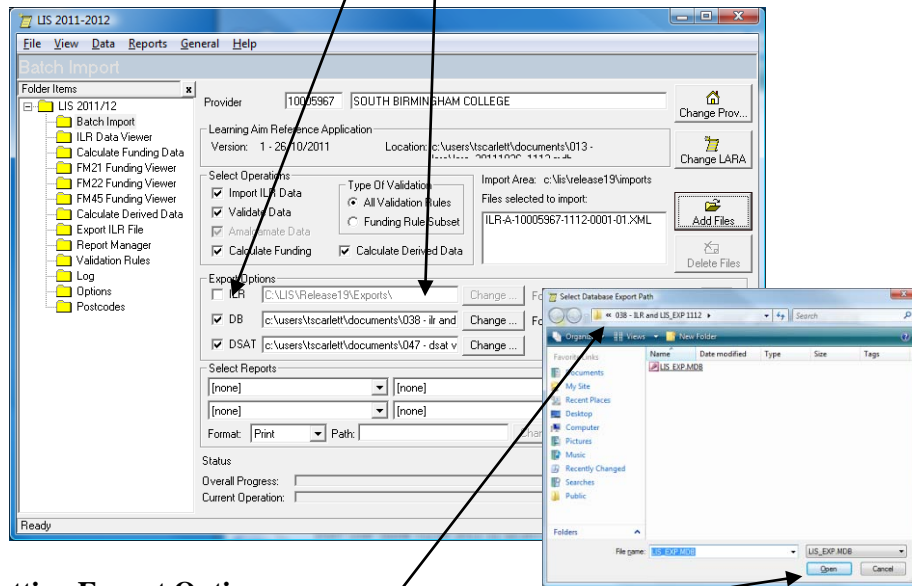 LIS 2011-2012
File View Data Reports General Help
Batch Import
Folder Items x
LIS 2011/12
Batch Import
ILR Data Viewer
Calculate Funding Data
FM21 Funding Viewer
FM22 Funding Viewer
FM45 Funding Viewer
Calculate Derived Data
Export ILR File
Report Manager
Validation Rules
Log
Options
Postcodes
Provider 10005967 SOUTH BIRMINGHAM COLLEGE
Change Prov...
Learning Aim Reference Application
Version: 1 - 26/10/2011 Location: c:\users\tscarlett\documents\013 -
Change LARA
Select Operations
Import ILR Data
Validate Data
Amalgamate Data
Calculate Funding
Type Of Validation
All Validation Rules
Funding Rule Subset
Calculate Derived Data
Import Area: c:\lis\release19\imports
Files selected to import:
ILR-A-10005967-1112-0001-01.XML
Add Files
Delete Files
Export Options
ILR C:\LIS\Release19\Exports\ Change ...
DB c:\users\tscarlett\documents\038 - ilr and Change ...
DSAT c:\users\tscarlett\documents\047 - dsat v Change ...
Select Reports
[none] [none]
[none] [none]
Format: Print Path:
Status
Overall Progress:
Current Operation:
Ready
Select Database Export Path
« 038 - ILR and LIS_EXP 1112 Search
Views New Folder
Favorite Links
Documents
My Site
Recent Places
Desktop
Computer
Pictures
Music
Recently Changed
Searches
Public
Folders
Name Date modified Type Size Tags
LIS_EXP.MDB
File name: LIS_EXP.MDB LIS_EXP.MDB
Open Cancel